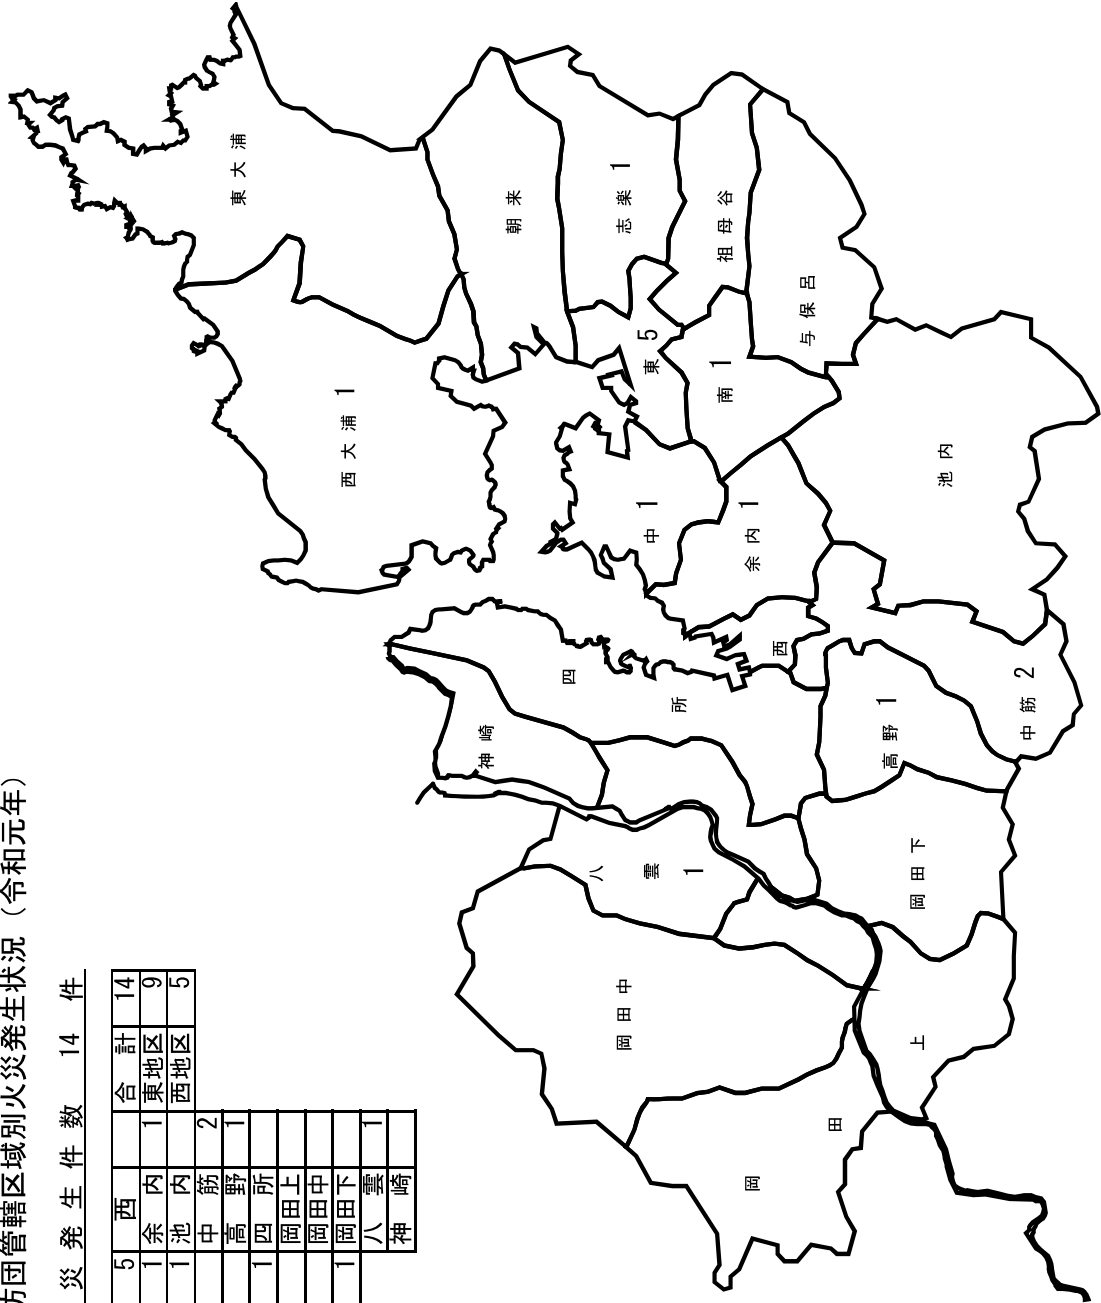 防団管轄区域別火災発生状況（令和元年）
災 発 生 件 数 14 件
5 西 合 計 14
1 余 内 1 東地区 9
1 池 内 西地区 5
中 筋 2
高 野 1
1 四 所
岡田上
岡田中
1 岡田下
八 雲 1
神 崎
東 大 浦
西 大 浦 1
朝 来
志 楽 1
祖 母 谷
与 保 呂
東 5
南 1
中 1
余 内 1
池 内
西
四
所
神 崎
高 野 1
中 筋 2
八
雲
1
岡 田 下
岡 田 中
上
岡
田